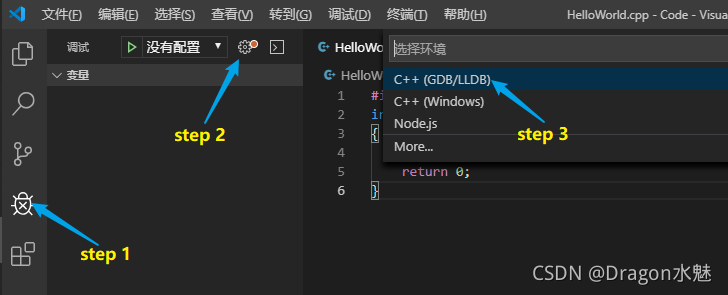 文件(F) 编辑(E) 选择(S) 查看(V) 转到(G) 调试(D) 终端(T) 帮助(H) HelloWorld.cpp - Code - Visua
调试 没有配置
变量
HelloWo
HelloWo
选择环境
C++ (GDB/LLDB)
C++ (Windows)
Node.js
More...
1 #i
2 in
3 {
4
5 return 0;
6 }
step 1
step 2
step 3
CSDN @Dragon水魅